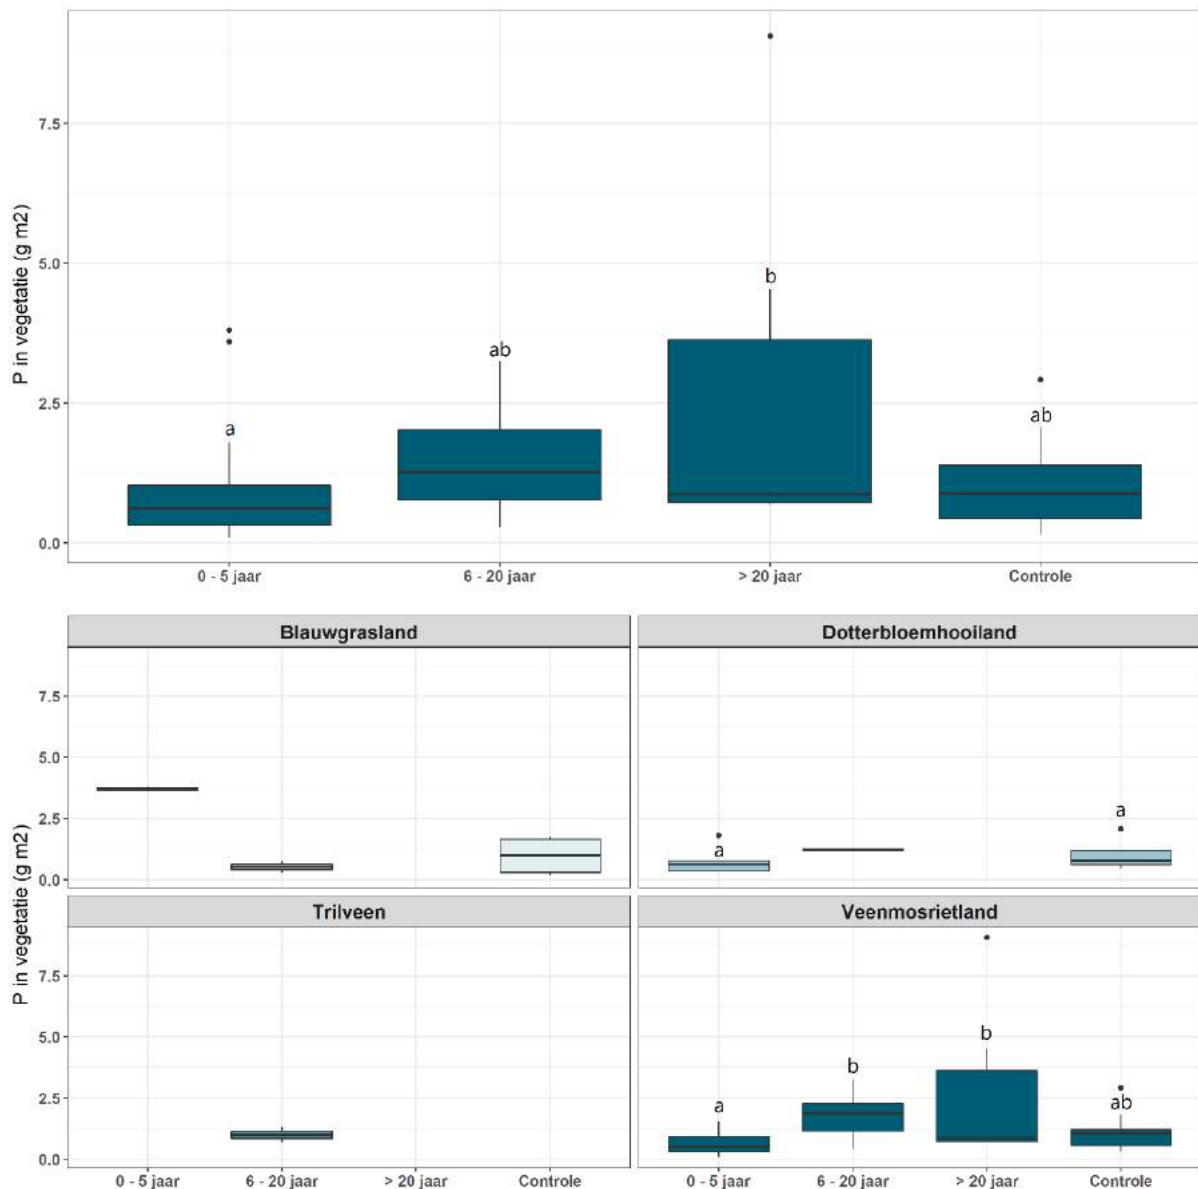 P in vegetatie (g m2)
7.5
5.0
2.5
0.0
a
ab
b
ab
0 - 5 jaar
6 - 20 jaar
> 20 jaar
Controle
P in vegetatie (g m2)
Blauwgrasland
7.5
5.0
2.5
0.0
Dotterbloemhooiland
a
a
Trilveen
7.5
5.0
2.5
0.0
0 - 5 jaar
6 - 20 jaar
> 20 jaar
Controle
Veenmosrietland
a
b
b
ab
0 - 5 jaar
6 - 20 jaar
> 20 jaar
Controle